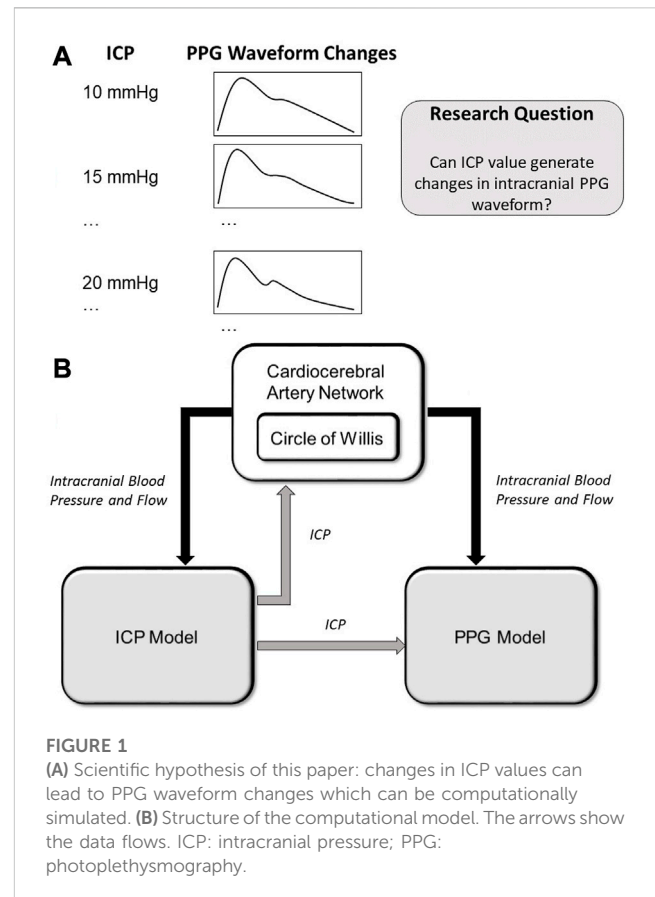 A ICP PPG Waveform Changes
10 mmHg
15 mmHg
... ...
20 mmHg
...
...
Research Question
Can ICP value generate
changes in intracranial PPG
waveform?
B
Cardiocerebral
Artery Network
Circle of Willis
Intracranial Blood
Pressure and Flow
Intracranial Blood
Pressure and Flow
ICP
ICP
ICP Model
PPG Model
FIGURE 1
(A) Scientific hypothesis of this paper: changes in ICP values can
lead to PPG waveform changes which can be computationally
simulated. (B) Structure of the computational model. The arrows show
the data flows. ICP: intracranial pressure; PPG:
photoplethysmography.